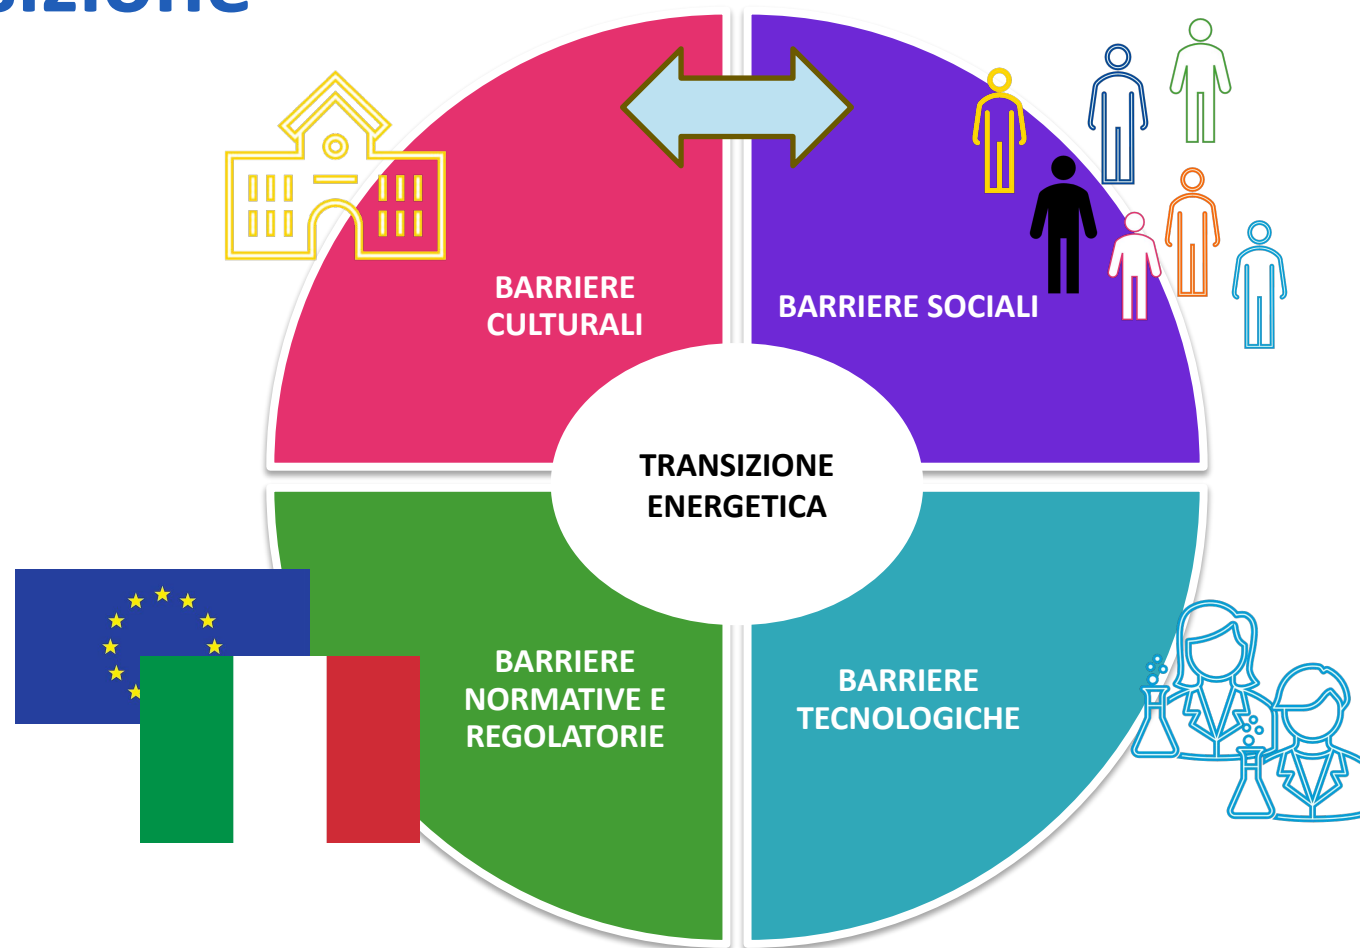 BARRIERE
CULTURALI
BARRIERE SOCIALI
TRANSIZIONE
ENERGETICA
BARRIERE
NORMATIVE E
REGOLATORIE
BARRIERE
TECNOLOGICHE